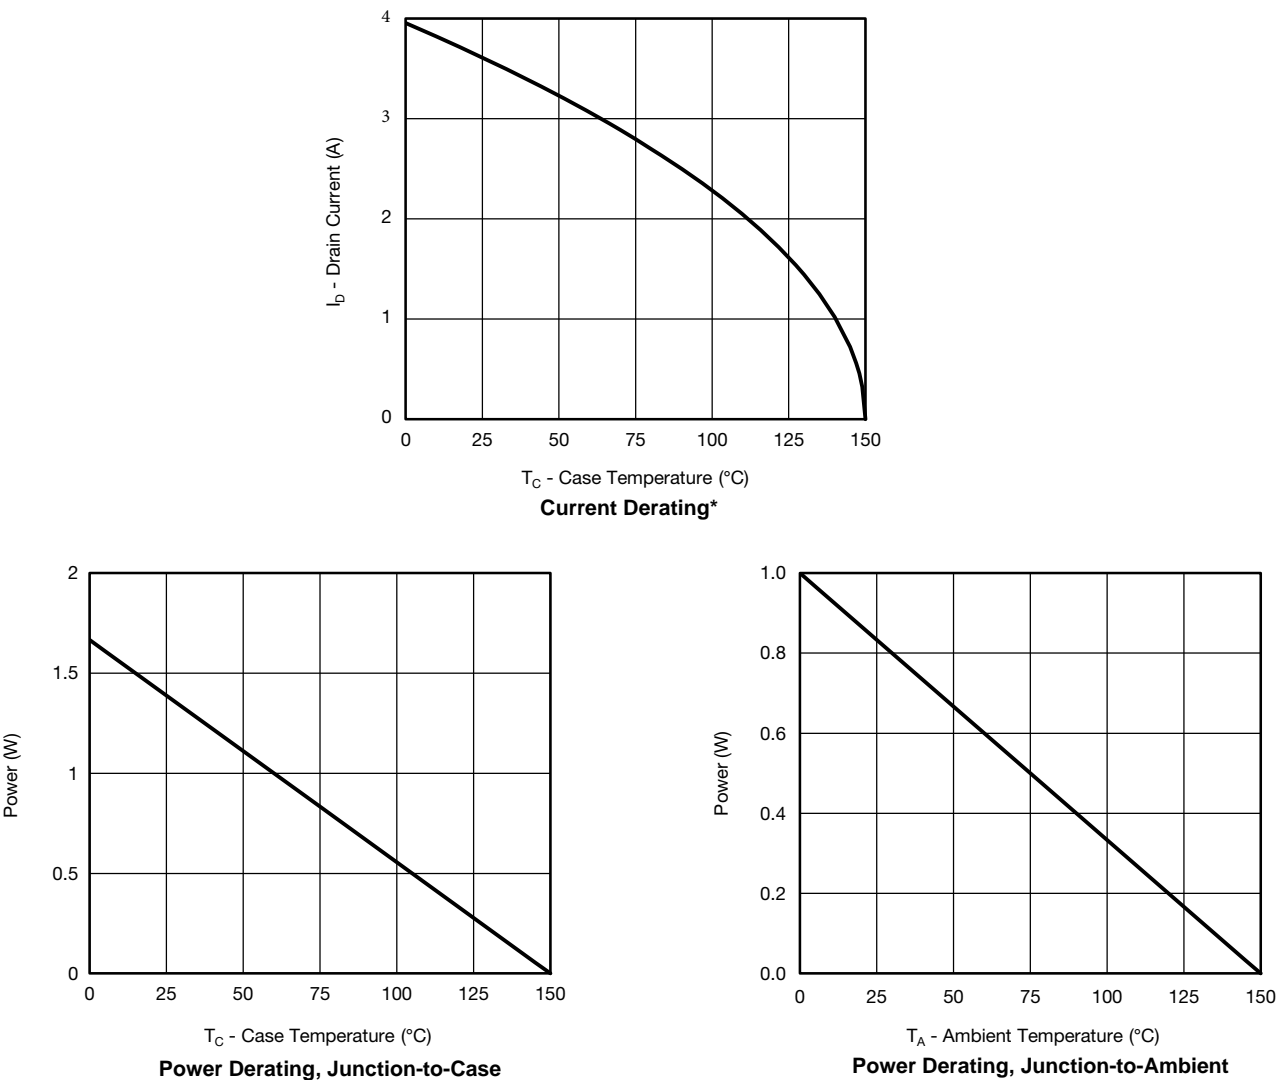 4
3
2
1
0
I_D - Drain Current (A)
0 25 50 75 100 125 150
T_C - Case Temperature (°C)
Current Derating*
2
1.5
1
0.5
0
Power (W)
0 25 50 75 100 125 150
T_C - Case Temperature (°C)
Power Derating, Junction-to-Case
1.0
0.8
0.6
0.4
0.2
0.0
Power (W)
0 25 50 75 100 125 150
T_A - Ambient Temperature (°C)
Power Derating, Junction-to-Ambient